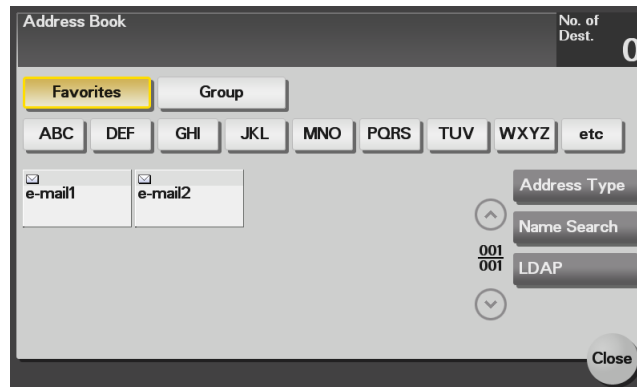 Address Book
No. of
Dest.
0
Favorites Group
ABC DEF GHI JKL MNO PQRS TUV WXYZ etc
e-mail1 e-mail2
Address Type
Name Search
001
001
LDAP
Close